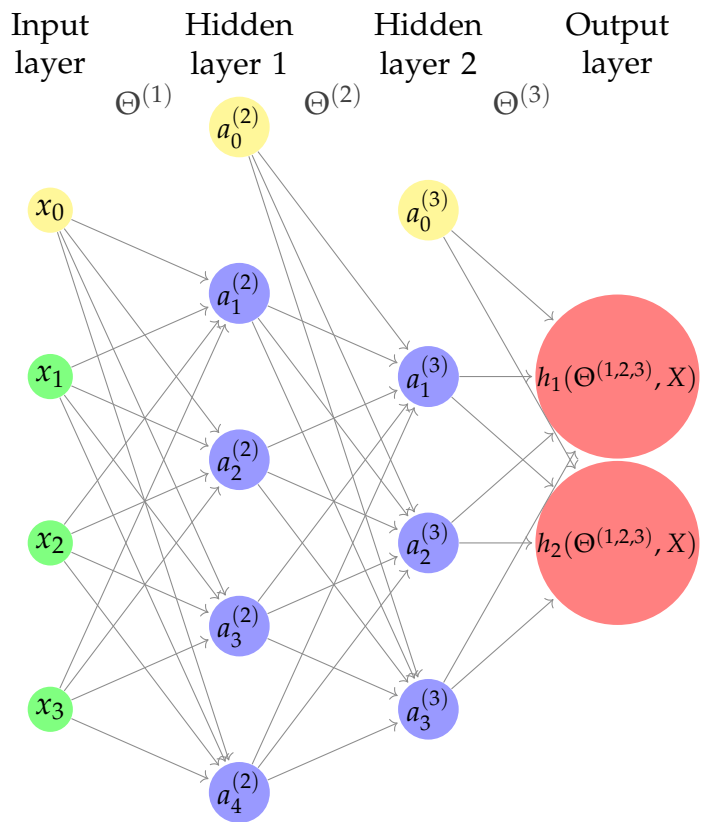 Input layer
Hidden layer 1
Hidden layer 2
Output layer
Θ^(1)
Θ^(2)
Θ^(3)
x_0
x_1
x_2
x_3
a_0^(2)
a_1^(2)
a_2^(2)
a_3^(2)
a_4^(2)
a_0^(3)
a_1^(3)
a_2^(3)
a_3^(3)
h_1(Θ^(1,2,3), X)
h_2(Θ^(1,2,3), X)